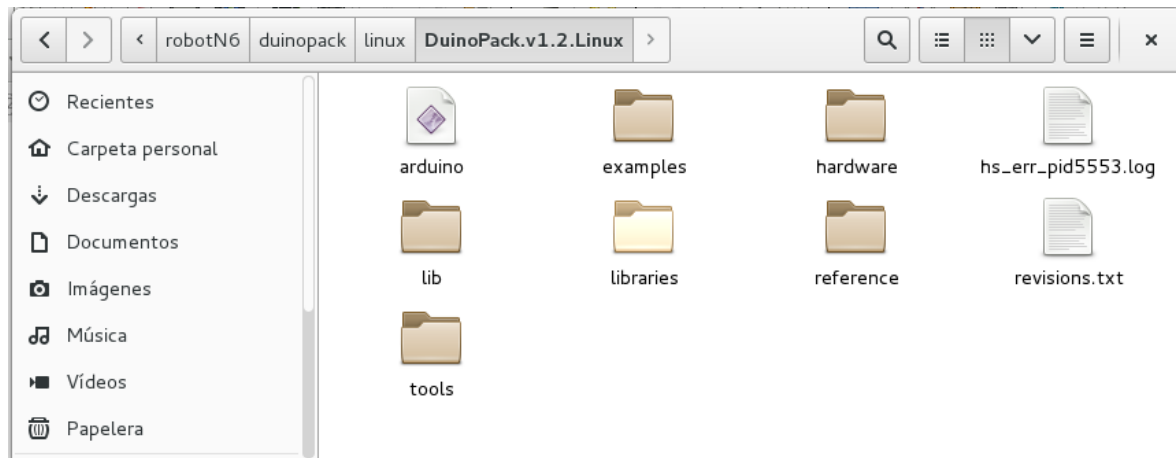 robotN6 duinopack linux DuinoPack.v1.2.Linux
Recientes
Carpeta personal
Descargas
Documentos
Imágenes
Música
Vídeos
Papelera
arduino examples hardware hs_err_pid5553.log
lib libraries reference revisions.txt
tools